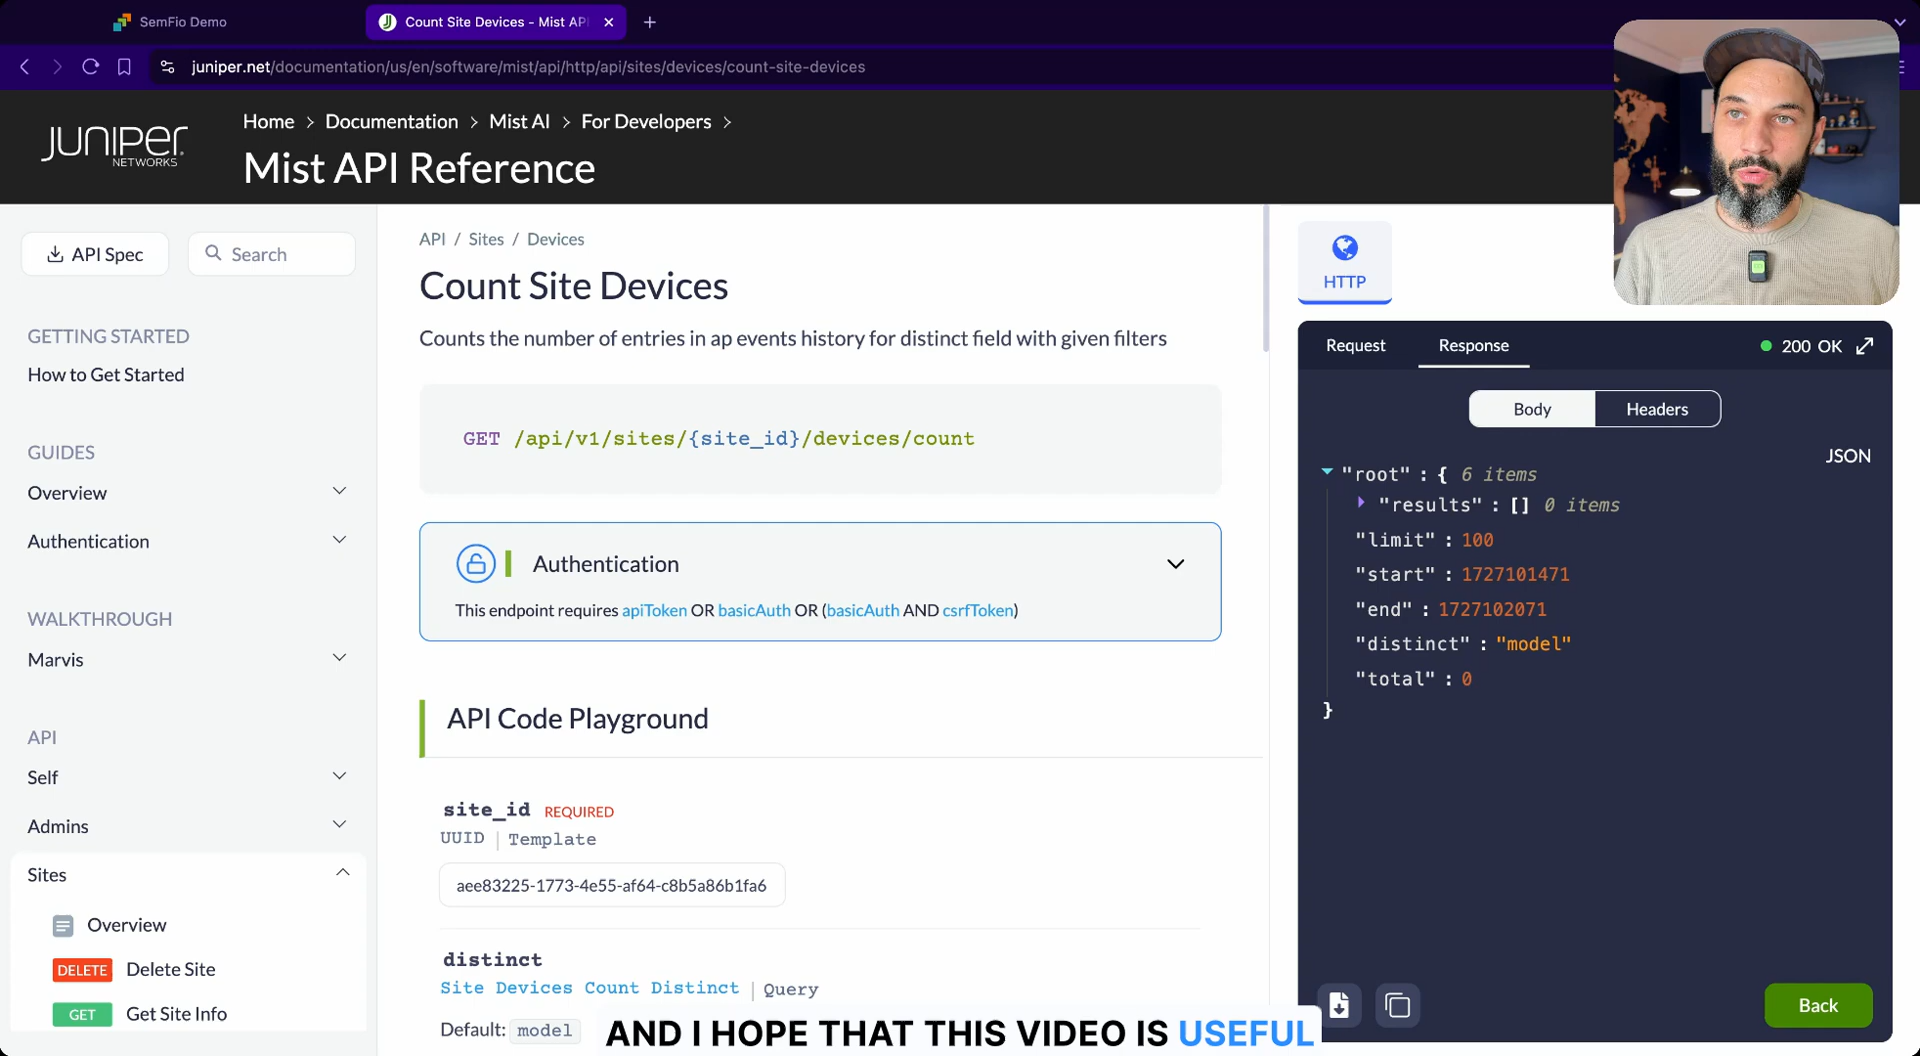 SemFio Demo
Count Site Devices - Mist API
juniper.net/documentation/us/en/software/mist/api/http/api/sites/devices/count-site-devices
JUNIPER
NETWORKS
Home > Documentation > Mist AI > For Developers >
Mist API Reference
API Spec
Search
GETTING STARTED
How to Get Started
GUIDES
Overview
Authentication
WALKTHROUGH
Marvis
API
Self
Admins
Sites
Overview
DELETE Delete Site
GET Get Site Info
API / Sites / Devices
Count Site Devices
Counts the number of entries in ap events history for distinct field with given filters
GET /api/v1/sites/{site_id}/devices/count
Authentication
This endpoint requires apiToken OR basicAuth OR (basicAuth AND csrfToken)
API Code Playground
site_id REQUIRED
UUID | Template
aee83225-1773-4e55-af64-c8b5a86b1fa6
distinct
Site Devices Count Distinct | Query
Default: model
HTTP
Request
Response
200 OK
Body
Headers
JSON
"root" : { 6 items
"results" : [] 0 items
"limit" : 100
"start" : 1727101471
"end" : 1727102071
"distinct" : "model"
"total" : 0
}
Back
AND I HOPE THAT THIS VIDEO IS USEFUL